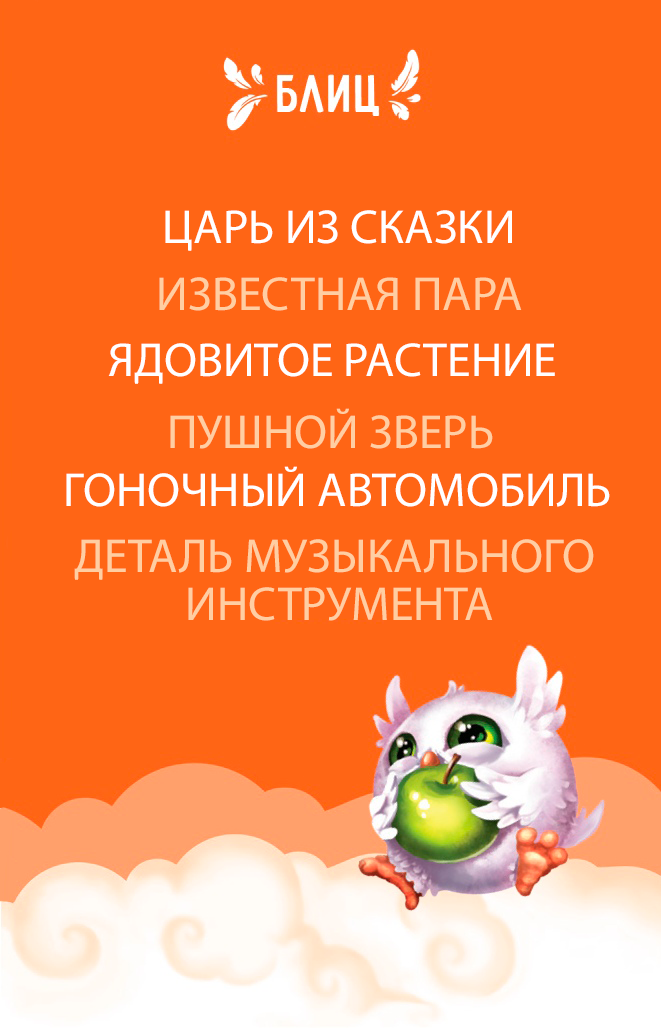 БЛИЦ
ЦАРЬ ИЗ СКАЗКИ
ИЗВЕСТНАЯ ПАРА
ЯДОВИТОЕ РАСТЕНИЕ
ПУШНОЙ ЗВЕРЬ
ГОНОЧНЫЙ АВТОМОБИЛЬ
ДЕТАЛЬ МУЗЫКАЛЬНОГО
ИНСТРУМЕНТА